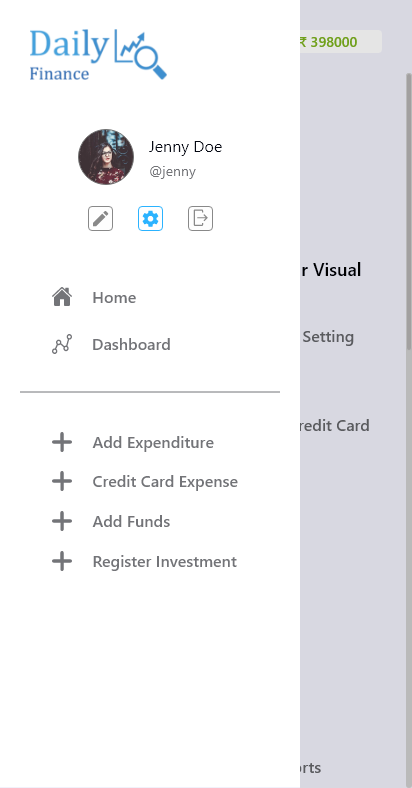 Daily
Finance
₹ 398000
Jenny Doe
@jenny
r Visual
Home
Setting
Dashboard
redit Card
Add Expenditure
Credit Card Expense
Add Funds
Register Investment
orts